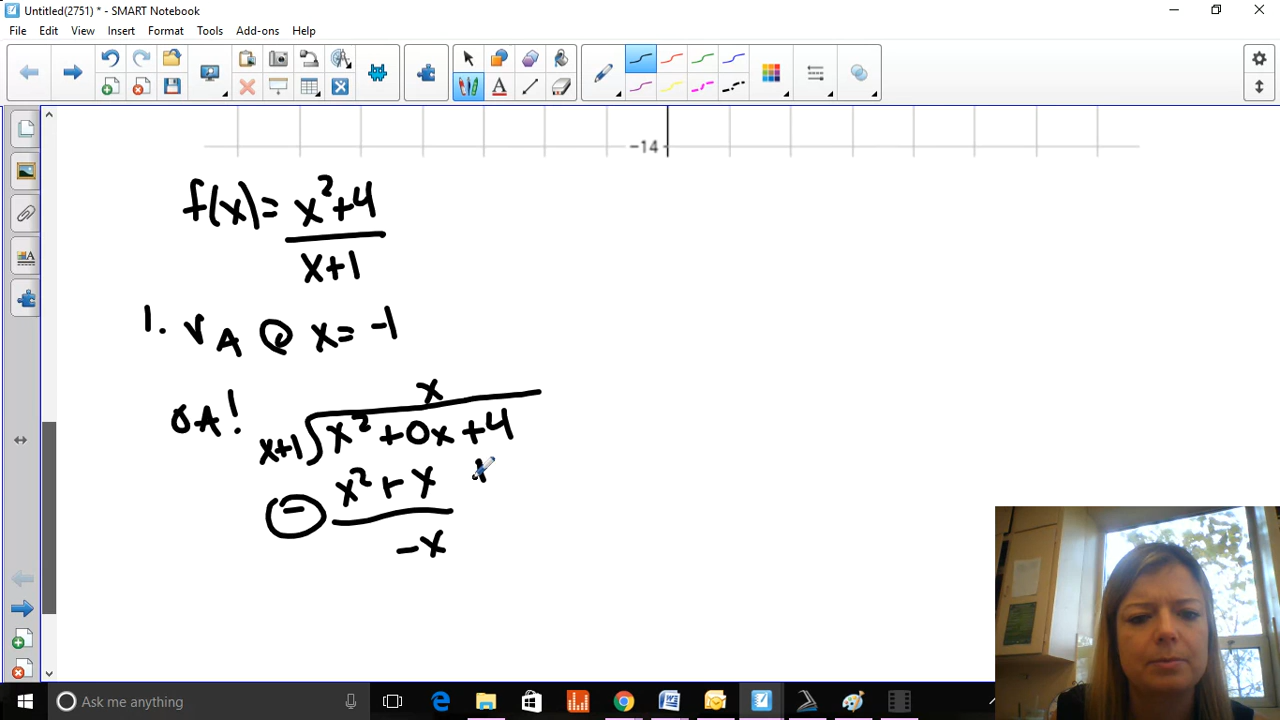 Untitled(2751) * - SMART Notebook
File Edit View Insert Format Tools Add-ons Help
-14
f(x)= x²+4
x+1
1. VA @ x= -1
OA!
x
x+1 x² +0x +4
- x² + x +
-x
Ask me anything